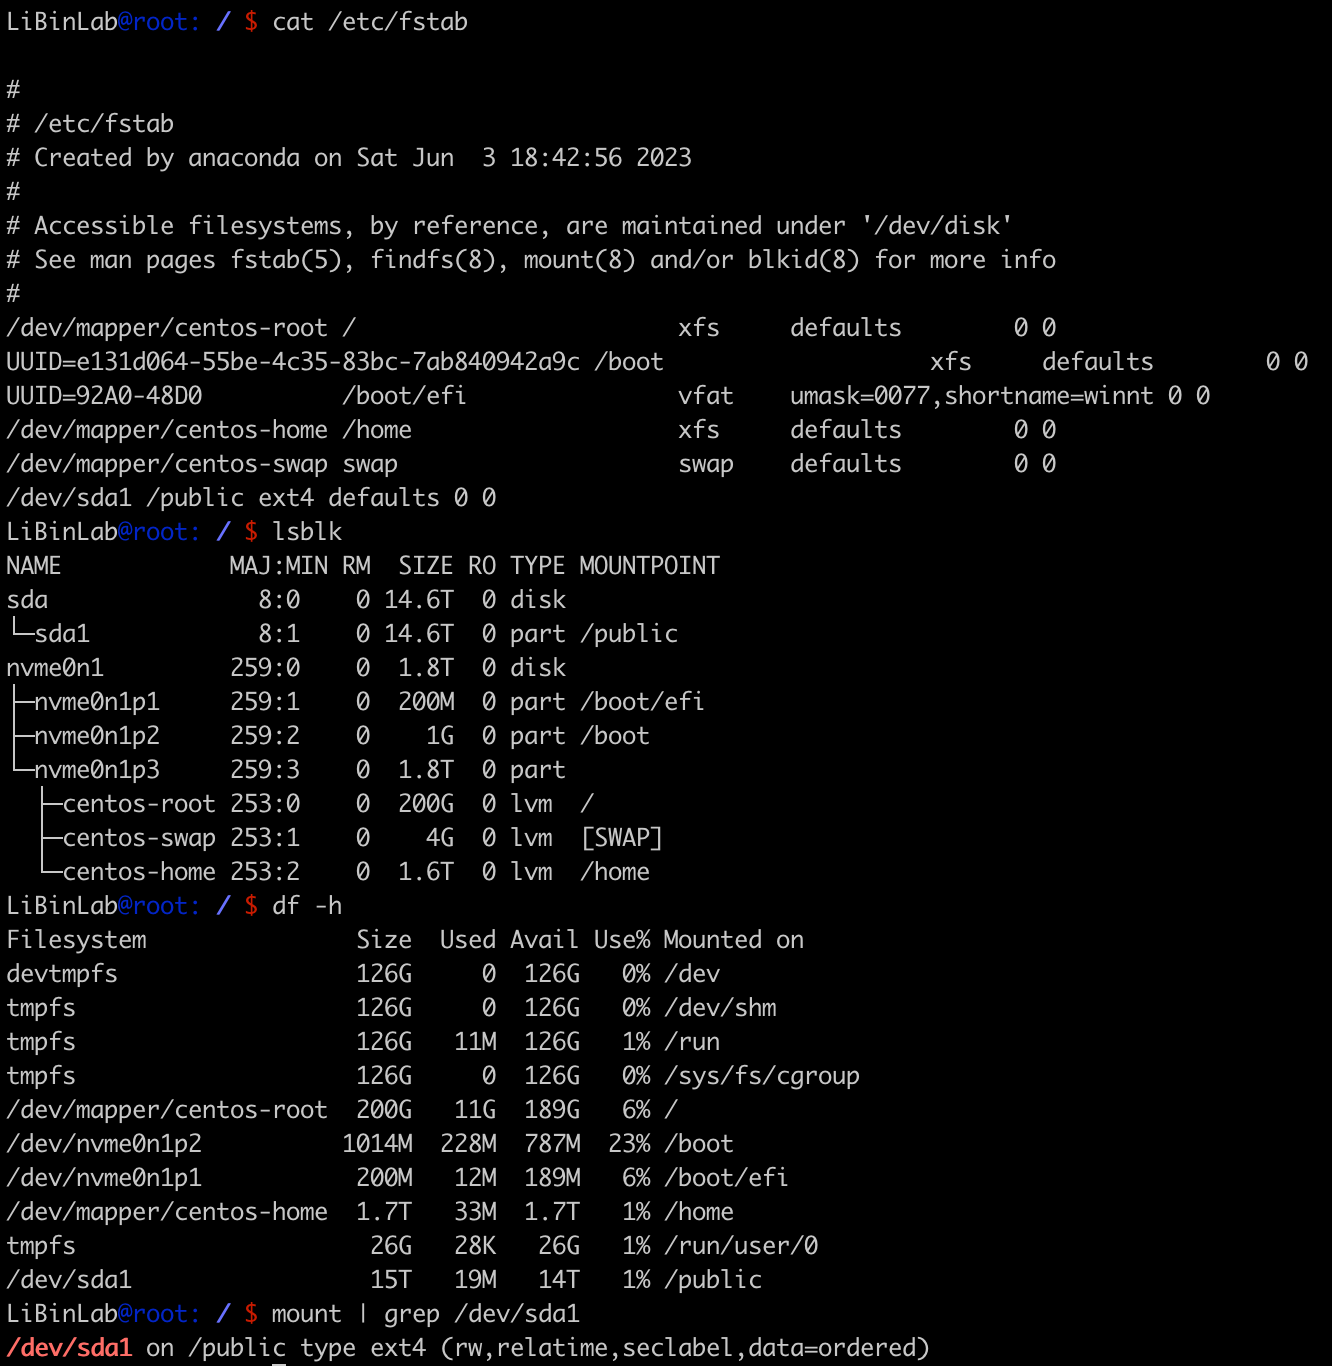 LiBinLab@root: / $ cat /etc/fstab

#
# /etc/fstab
# Created by anaconda on Sat Jun  3 18:42:56 2023
#
# Accessible filesystems, by reference, are maintained under '/dev/disk'
# See man pages fstab(5), findfs(8), mount(8) and/or blkid(8) for more info
#
/dev/mapper/centos-root /                       xfs     defaults        0 0
UUID=e131d064-55be-4c35-83bc-7ab840942a9c /boot                   xfs     defaults        0 0
UUID=92A0-48D0          /boot/efi               vfat    umask=0077,shortname=winnt 0 0
/dev/mapper/centos-home /home                   xfs     defaults        0 0
/dev/mapper/centos-swap swap                    swap    defaults        0 0
/dev/sda1 /public ext4 defaults 0 0
LiBinLab@root: / $ lsblk
NAME            MAJ:MIN RM  SIZE RO TYPE MOUNTPOINT
sda               8:0    0 14.6T  0 disk
└─sda1            8:1    0 14.6T  0 part /public
nvme0n1         259:0    0  1.8T  0 disk
├─nvme0n1p1     259:1    0  200M  0 part /boot/efi
├─nvme0n1p2     259:2    0    1G  0 part /boot
└─nvme0n1p3     259:3    0  1.8T  0 part
  ├─centos-root 253:0    0  200G  0 lvm  /
  ├─centos-swap 253:1    0    4G  0 lvm  [SWAP]
  └─centos-home 253:2    0  1.6T  0 lvm  /home
LiBinLab@root: / $ df -h
Filesystem               Size  Used Avail Use% Mounted on
devtmpfs                 126G     0  126G   0% /dev
tmpfs                    126G     0  126G   0% /dev/shm
tmpfs                    126G   11M  126G   1% /run
tmpfs                    126G     0  126G   0% /sys/fs/cgroup
/dev/mapper/centos-root  200G   11G  189G   6% /
/dev/nvme0n1p2          1014M  228M  787M  23% /boot
/dev/nvme0n1p1           200M   12M  189M   6% /boot/efi
/dev/mapper/centos-home  1.7T   33M  1.7T   1% /home
tmpfs                     26G   28K   26G   1% /run/user/0
/dev/sda1                 15T   19M   14T   1% /public
LiBinLab@root: / $ mount | grep /dev/sda1
/dev/sda1 on /public type ext4 (rw,relatime,seclabel,data=ordered)